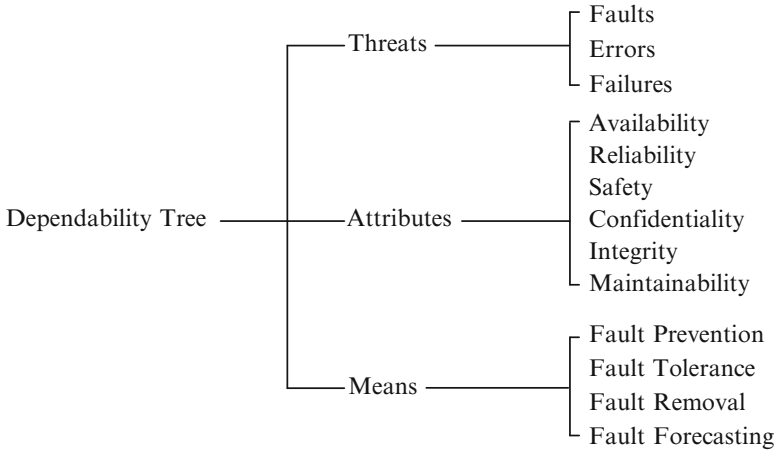 Dependability Tree
Threats
Faults
Errors
Failures
Attributes
Availability
Reliability
Safety
Confidentiality
Integrity
Maintainability
Means
Fault Prevention
Fault Tolerance
Fault Removal
Fault Forecasting